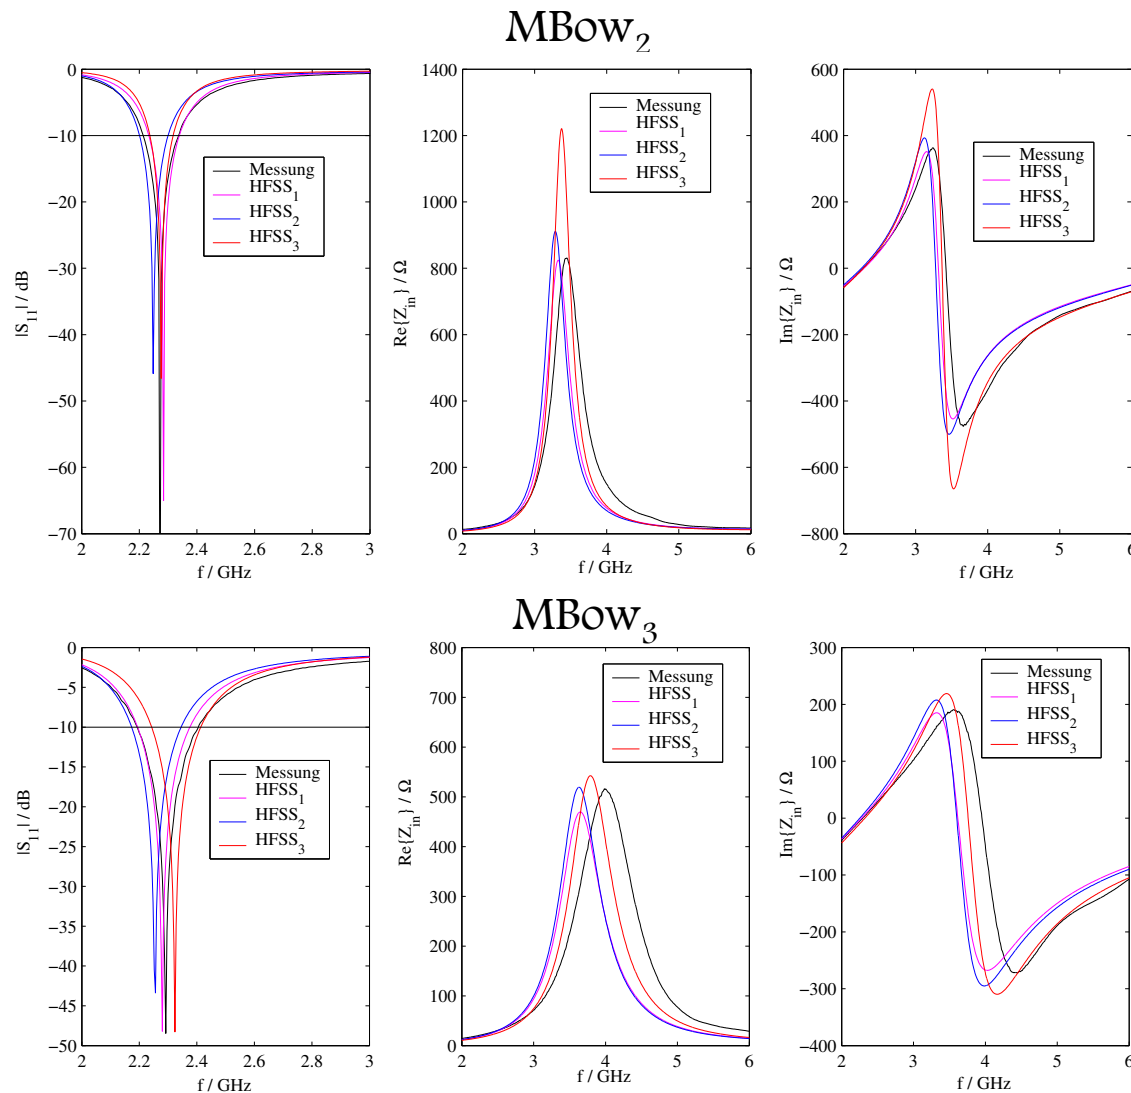 MBow2
0
−10
−20
−30
−40
−50
−60
−70
2 2.2 2.4 2.6 2.8 3
f / GHz
|S11| / dB
Messung
HFSS1
HFSS2
HFSS3
1400
1200
1000
800
600
400
200
0
2 3 4 5 6
f / GHz
Re{Zin} / Ω
Messung
HFSS1
HFSS2
HFSS3
600
400
200
0
−200
−400
−600
−800
2 3 4 5 6
f / GHz
Im{Zin} / Ω
Messung
HFSS1
HFSS2
HFSS3
MBow3
0
−5
−10
−15
−20
−25
−30
−35
−40
−45
−50
2 2.2 2.4 2.6 2.8 3
f / GHz
|S11| / dB
Messung
HFSS1
HFSS2
HFSS3
800
700
600
500
400
300
200
100
0
2 3 4 5 6
f / GHz
Re{Zin} / Ω
Messung
HFSS1
HFSS2
HFSS3
300
200
100
0
−100
−200
−300
−400
2 3 4 5 6
f / GHz
Im{Zin} / Ω
Messung
HFSS1
HFSS2
HFSS3